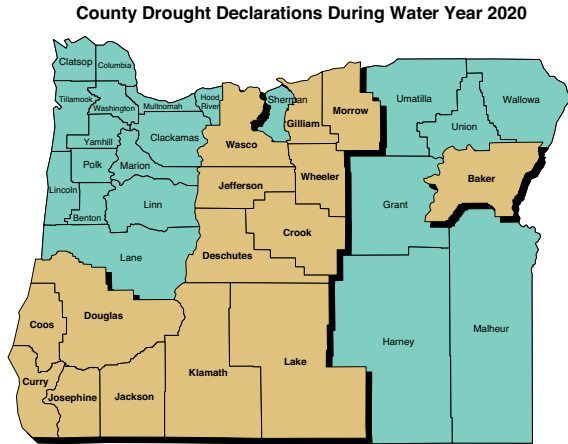 County Drought Declarations During Water Year 2020
Clatsop
Columbia
Tillamook
Washington
Multnomah
Hood
River
Sherman
Gilliam
Morrow
Umatilla
Wallowa
Union
Yamhill
Clackamas
Wasco
Polk
Marion
Wheeler
Baker
Lincoln
Jefferson
Linn
Grant
Benton
Crook
Lane
Deschutes
Coos
Douglas
Malheur
Harney
Lake
Klamath
Curry
Josephine
Jackson